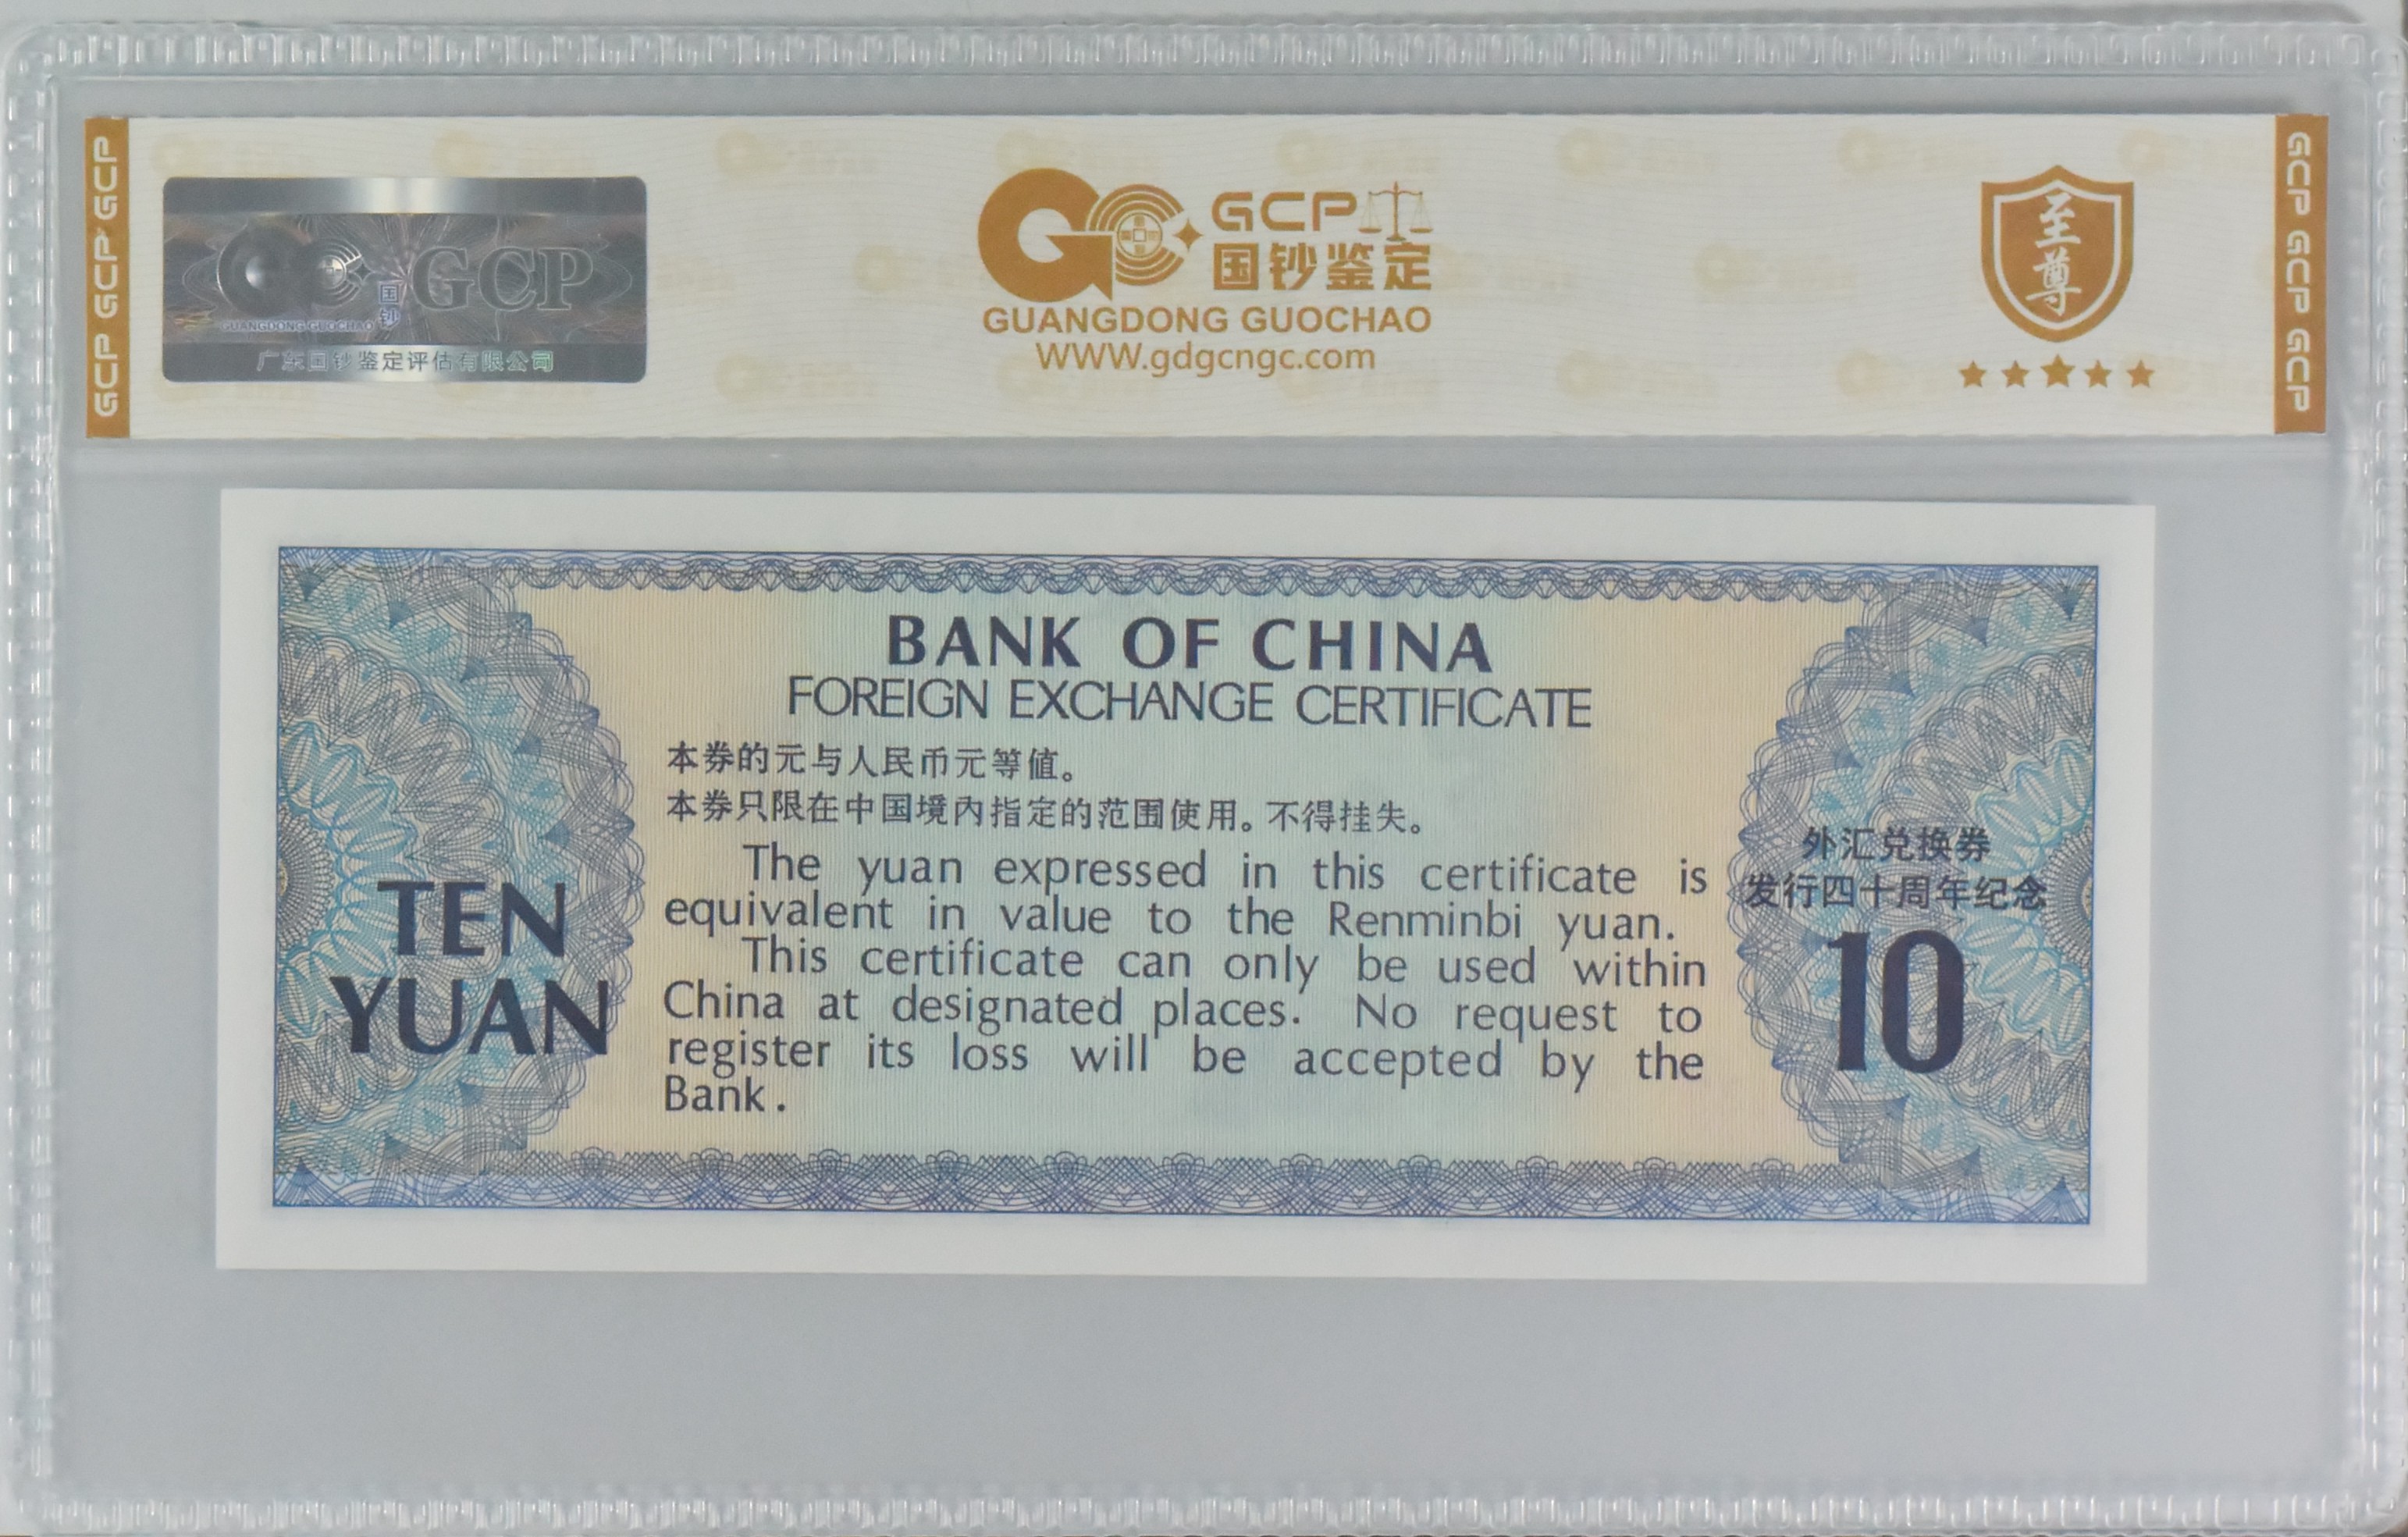 GCP GCP GCP
GCP
国钞
GUANGDONG GUOCHAO
广东国钞鉴定评估有限公司
GCP
国钞鉴定
GUANGDONG GUOCHAO
WWW.gdgcngc.com
至尊
GCP GCP GCP
BANK OF CHINA
FOREIGN EXCHANGE CERTIFICATE
本券的元与人民币元等值。
本券只限在中国境内指定的范围使用。不得挂失。
The yuan expressed in this certificate is
equivalent in value to the Renminbi yuan.
This certificate can only be used within
China at designated places. No request to
register its loss will be accepted by the
Bank.
TEN
YUAN
外汇兑换券
发行四十周年纪念
10